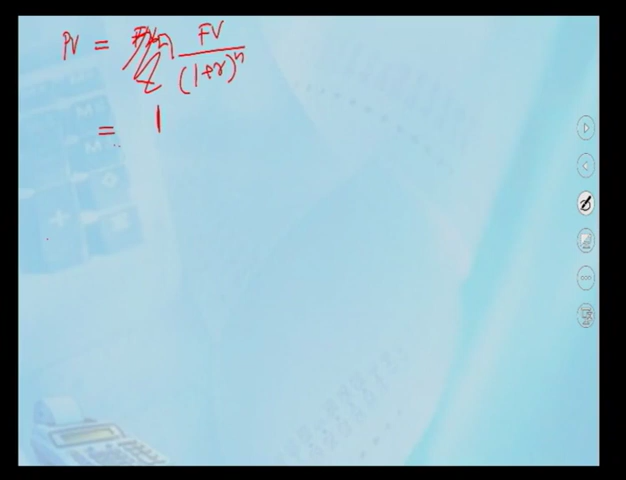 PV = FV / (1+r)^n
= 1